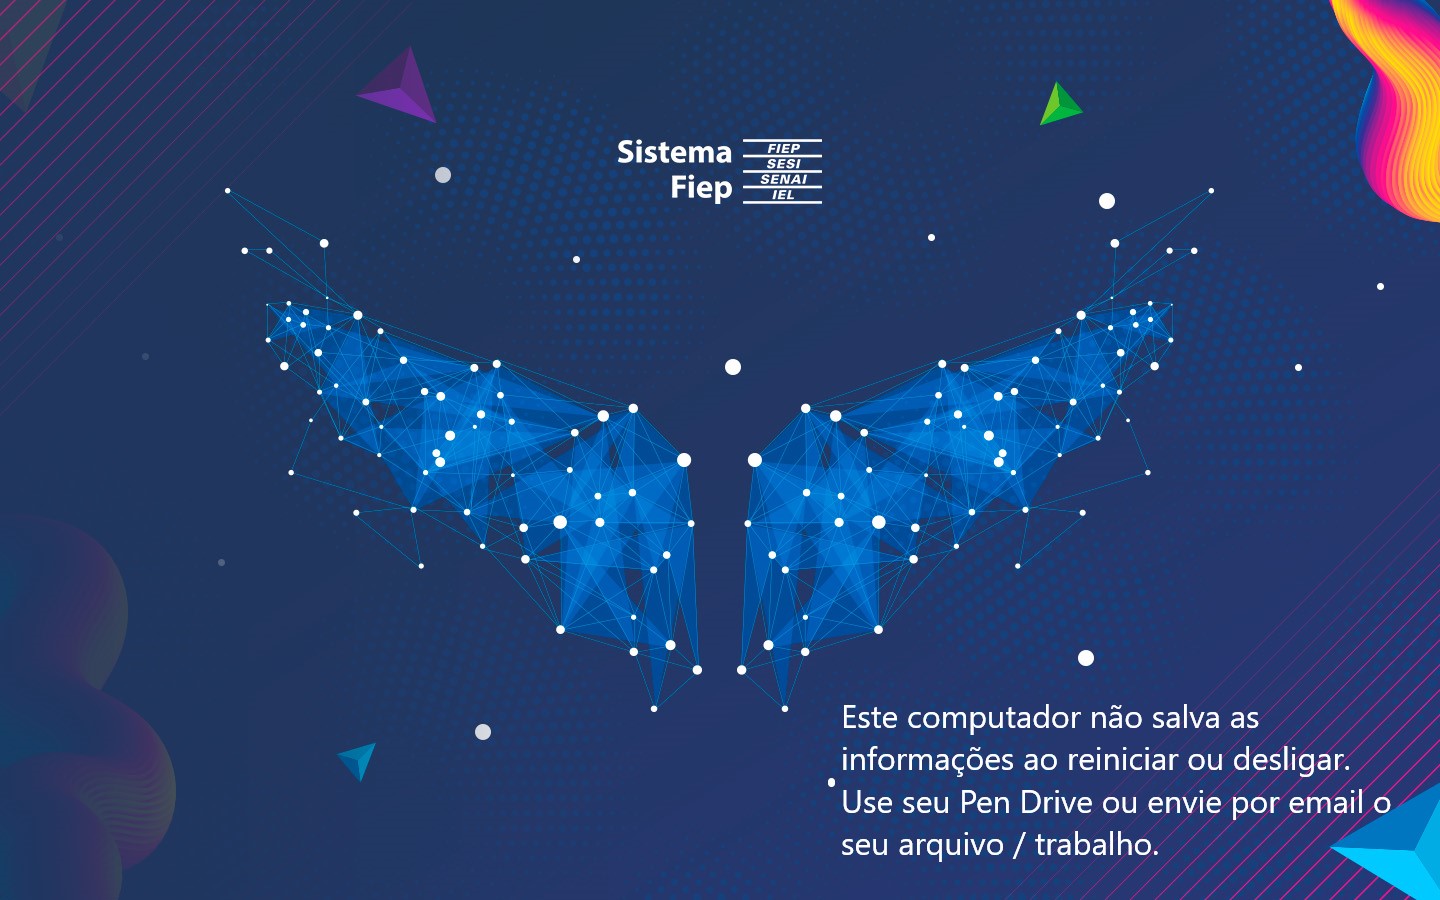 Sistema
Fiep
FIEP
SESI
SENAI
IEL
Este computador não salva as
informações ao reiniciar ou desligar.
Use seu Pen Drive ou envie por email o
seu arquivo / trabalho.